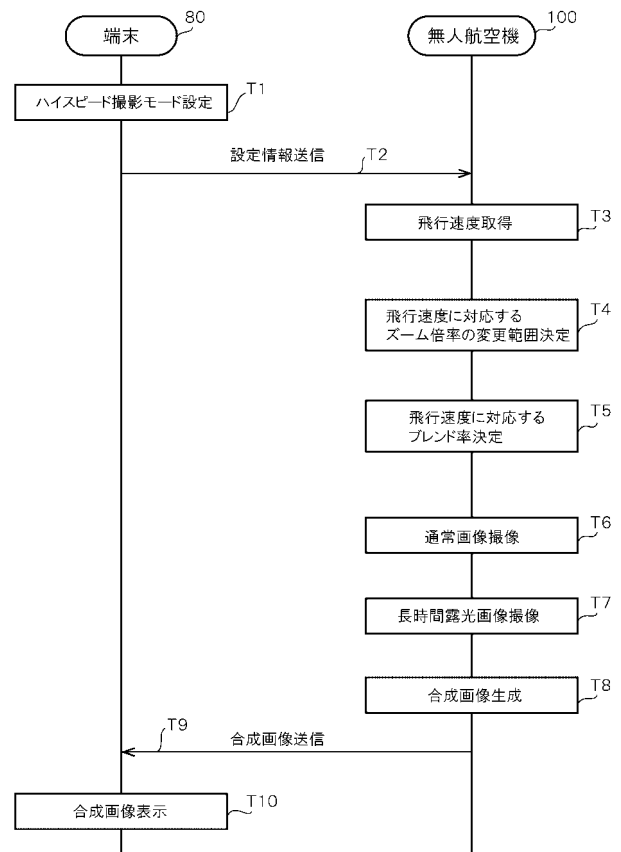 80
100
端末
無人航空機
ハイスピード撮影モード設定
T1
設定情報送信
T2
飛行速度取得
T3
飛行速度に対応する
ズーム倍率の変更範囲決定
T4
飛行速度に対応する
ブレンド率決定
T5
通常画像撮像
T6
長時間露光画像撮像
T7
合成画像生成
T8
T9
合成画像送信
合成画像表示
T10